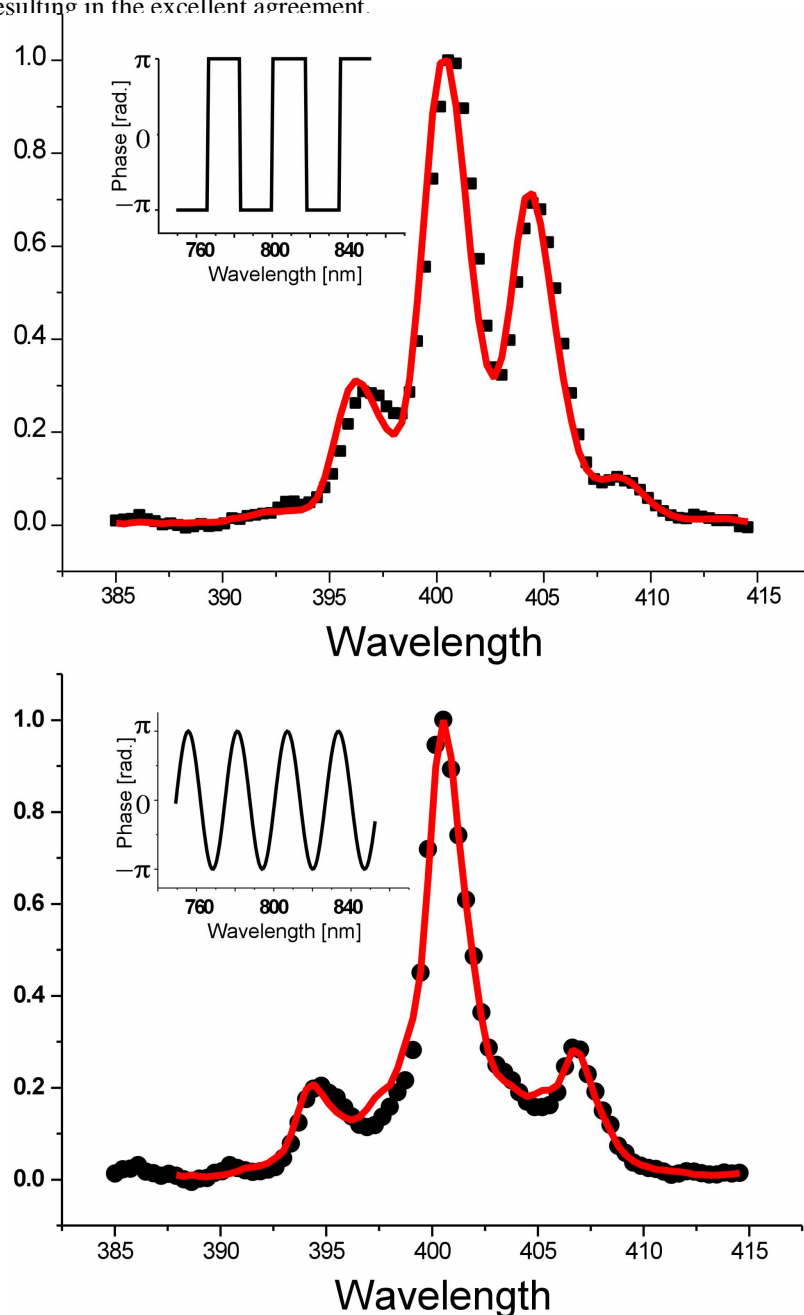 resulting in the excellent agreement.
1.0
0.8
0.6
0.4
0.2
0.0
π
0
−π
Phase [rad.]
760 800 840
Wavelength [nm]
385 390 395 400 405 410 415
Wavelength
1.0
0.8
0.6
0.4
0.2
0.0
π
0
−π
Phase [rad.]
760 800 840
Wavelength [nm]
385 390 395 400 405 410 415
Wavelength